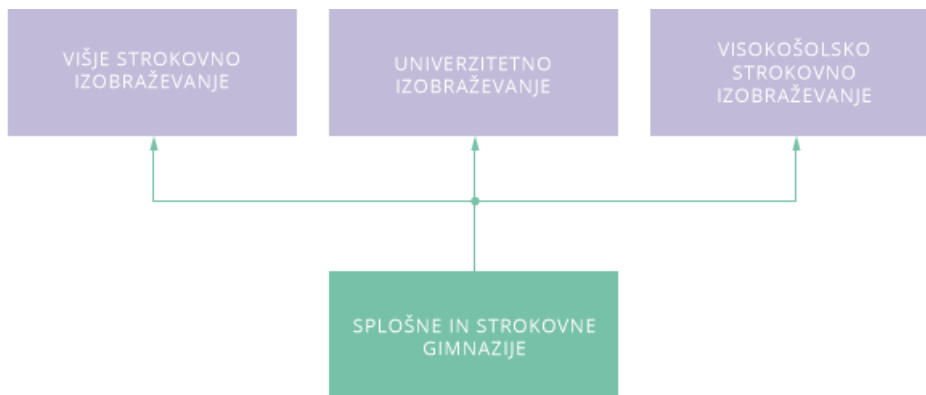 VIŠJE STROKOVNO
IZOBRAŽEVANJE
UNIVERZITETNO
IZOBRAŽEVANJE
VISOKOŠOLSKO
STROKOVNO
IZOBRAŽEVANJE
SPLOŠNE IN STROKOVNE
GIMNAZIJE